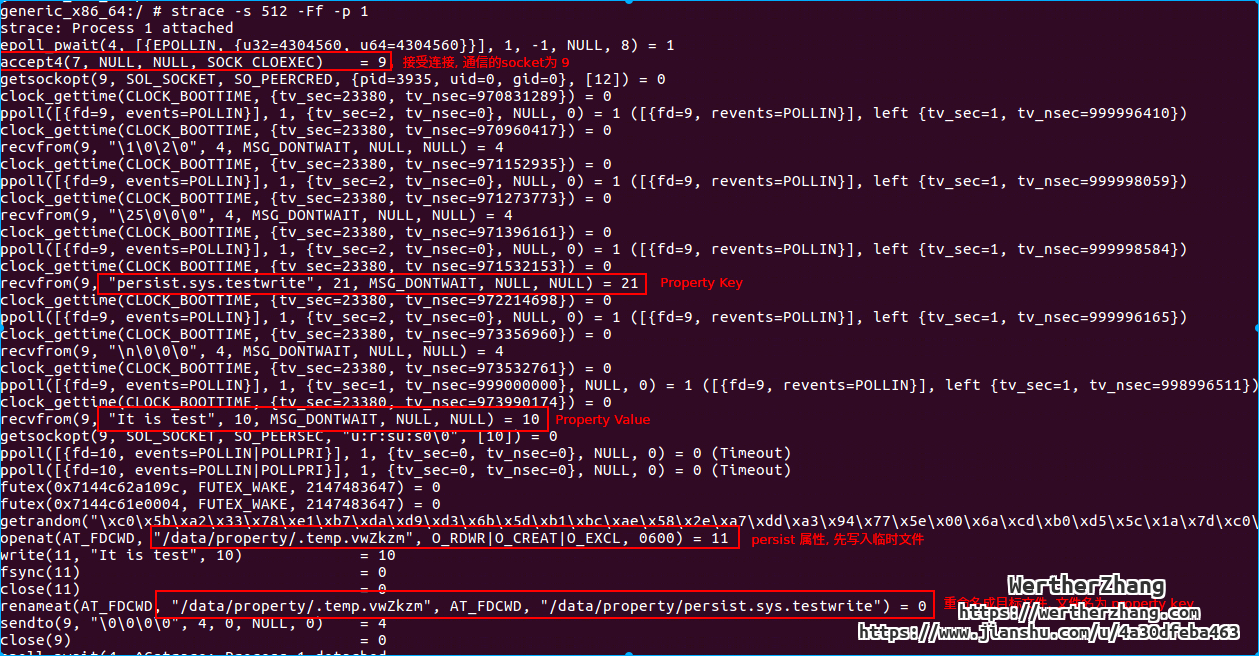 generic_x86_64:/ # strace -s 512 -Ff -p 1
strace: Process 1 attached
epoll_pwait(4, [{EPOLLIN, {u32=4304560, u64=4304560}}], 1, -1, NULL, 8) = 1
accept4(7, NULL, NULL, SOCK_CLOEXEC)    = 9 接受连接, 通信的socket为 9
getsockopt(9, SOL_SOCKET, SO_PEERCRED, {pid=3935, uid=0, gid=0}, [12]) = 0
clock_gettime(CLOCK_BOOTTIME, {tv_sec=23380, tv_nsec=970831289}) = 0
ppoll([{fd=9, events=POLLIN}], 1, {tv_sec=2, tv_nsec=0}, NULL, 0) = 1 ([{fd=9, revents=POLLIN}], left {tv_sec=1, tv_nsec=999996410})
clock_gettime(CLOCK_BOOTTIME, {tv_sec=23380, tv_nsec=970960417}) = 0
recvfrom(9, "\1\0\2\0", 4, MSG_DONTWAIT, NULL, NULL) = 4
clock_gettime(CLOCK_BOOTTIME, {tv_sec=23380, tv_nsec=971152935}) = 0
ppoll([{fd=9, events=POLLIN}], 1, {tv_sec=2, tv_nsec=0}, NULL, 0) = 1 ([{fd=9, revents=POLLIN}], left {tv_sec=1, tv_nsec=999998059})
clock_gettime(CLOCK_BOOTTIME, {tv_sec=23380, tv_nsec=971273773}) = 0
recvfrom(9, "\25\0\0\0", 4, MSG_DONTWAIT, NULL, NULL) = 4
clock_gettime(CLOCK_BOOTTIME, {tv_sec=23380, tv_nsec=971396161}) = 0
ppoll([{fd=9, events=POLLIN}], 1, {tv_sec=2, tv_nsec=0}, NULL, 0) = 1 ([{fd=9, revents=POLLIN}], left {tv_sec=1, tv_nsec=999998584})
clock_gettime(CLOCK_BOOTTIME, {tv_sec=23380, tv_nsec=971532153}) = 0
recvfrom(9, "persist.sys.testwrite", 21, MSG_DONTWAIT, NULL, NULL) = 21 Property Key
clock_gettime(CLOCK_BOOTTIME, {tv_sec=23380, tv_nsec=972214698}) = 0
ppoll([{fd=9, events=POLLIN}], 1, {tv_sec=2, tv_nsec=0}, NULL, 0) = 1 ([{fd=9, revents=POLLIN}], left {tv_sec=1, tv_nsec=999996165})
clock_gettime(CLOCK_BOOTTIME, {tv_sec=23380, tv_nsec=973356960}) = 0
recvfrom(9, "\n\0\0\0", 4, MSG_DONTWAIT, NULL, NULL) = 4
clock_gettime(CLOCK_BOOTTIME, {tv_sec=23380, tv_nsec=973532761}) = 0
ppoll([{fd=9, events=POLLIN}], 1, {tv_sec=1, tv_nsec=999000000}, NULL, 0) = 1 ([{fd=9, revents=POLLIN}], left {tv_sec=1, tv_nsec=998996511})
clock_gettime(CLOCK_BOOTTIME, {tv_sec=23380, tv_nsec=973990174}) = 0
recvfrom(9, "It is test", 10, MSG_DONTWAIT, NULL, NULL) = 10 Property Value
getsockopt(9, SOL_SOCKET, SO_PEERSEC, "u:r:su:s0\0", [10]) = 0
ppoll([{fd=10, events=POLLIN|POLLPRI}], 1, {tv_sec=0, tv_nsec=0}, NULL, 0) = 0 (Timeout)
ppoll([{fd=10, events=POLLIN|POLLPRI}], 1, {tv_sec=0, tv_nsec=0}, NULL, 0) = 0 (Timeout)
futex(0x7144c62a109c, FUTEX_WAKE, 2147483647) = 0
futex(0x7144c61e0004, FUTEX_WAKE, 2147483647) = 0
getrandom("\xc0\x5b\xa2\x33\x78\xe1\xb7\xda\xd9\xd3\x6b\x5d\xb1\xbc\xae\x58\x2e\xa7\xdd\xa3\x94\x77\x5e\x00\x6a\xcd\xb0\xd5\x5c\x1a\x7d\xc0\
openat(AT_FDCWD, "/data/property/.temp.vwZkzm", O_RDWR|O_CREAT|O_EXCL, 0600) = 11 persist 属性, 先写入临时文件
write(11, "It is test", 10)             = 10
fsync(11)                               = 0
close(11)                               = 0
renameat(AT_FDCWD, "/data/property/.temp.vwZkzm", AT_FDCWD, "/data/property/persist.sys.testwrite") = 0 重命名成目标文件, 文件名为 property key
sendto(9, "\0\0\0\0", 4, 0, NULL, 0)    = 4
close(9)                                = 0
WertherZhang
https://wertherzhang.com
https://www.jianshu.com/u/4a30dfeba463